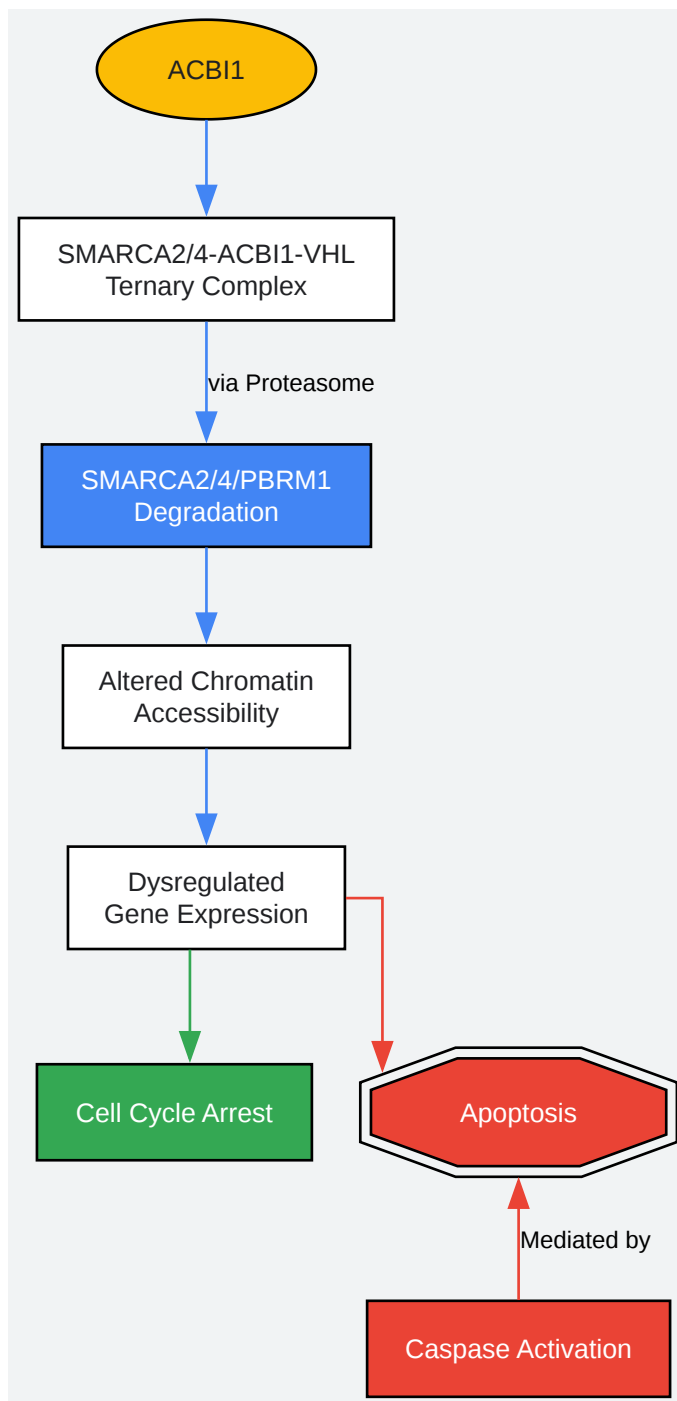 ACBI1
SMARCA2/4-ACBI1-VHL
Ternary Complex
via Proteasome
SMARCA2/4/PBRM1
Degradation
Altered Chromatin
Accessibility
Dysregulated
Gene Expression
Cell Cycle Arrest
Apoptosis
Mediated by
Caspase Activation